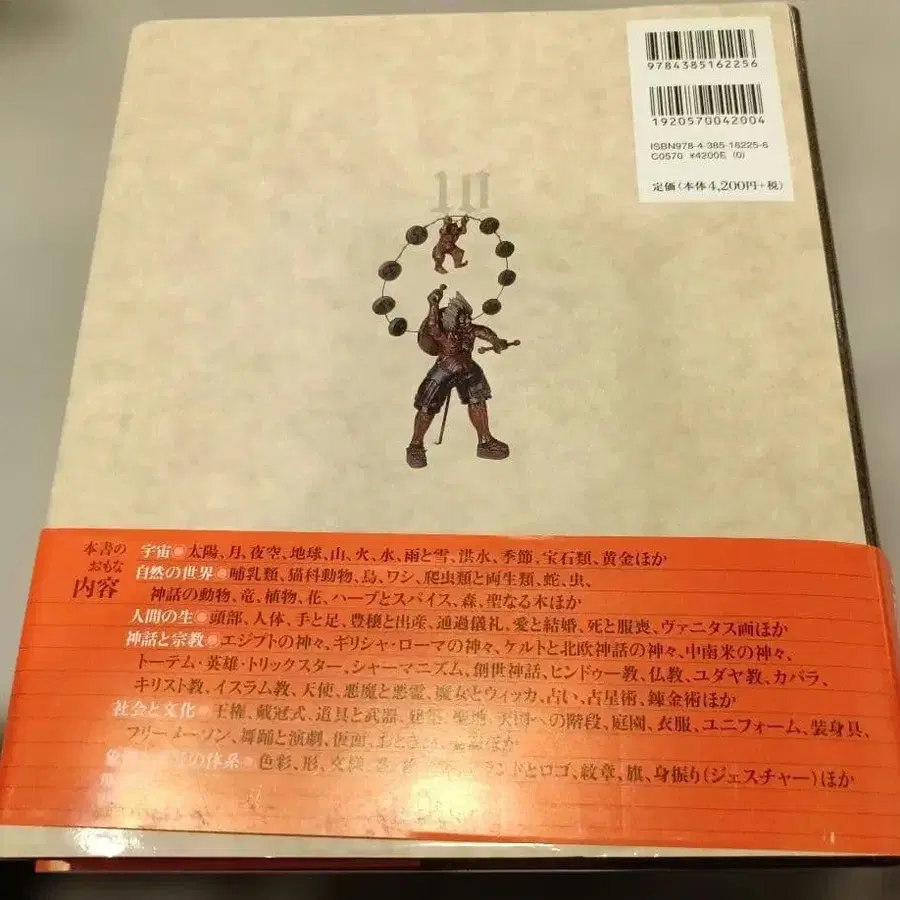 9784385162256
1920570042004
ISBN978-4-385-16225-6
C0570 ¥4200E (0)
定価(本体4,200円+税)
10
本書の
おもな
内容
宇宙●太陽、月、夜空、地球、山、火、水、雨と雪、洪水、季節、宝石類、黄金ほか
自然の世界●哺乳類、猫科動物、鳥、ワシ、爬虫類と両生類、蛇、虫、
神話の動物、竜、植物、花、ハーブとスパイス、森、聖なる木ほか
人間の生●頭部、人体、手と足、豊穣と出産、通過儀礼、愛と結婚、死と服喪、ヴァニタス画ほか
神話と宗教●エジプトの神々、ギリシャ・ローマの神々、ケルトと北欧神話の神々、中南米の神々、
トーテム・英雄・トリックスター、シャーマニズム、創世神話、ヒンドゥー教、仏教、ユダヤ教、カバラ、
キリスト教、イスラム教、天使、悪魔と悪霊、魔女とウィッカ、占い、占星術、錬金術ほか
社会と文化●王権、戴冠式、道具と武器、建築、聖地、天国への階段、庭園、衣服、ユニフォーム、装身具、
フリーメーソン、舞踊と演劇、仮面、ほか
の体系●色彩、形、文様、ランドとロゴ、紋章、旗、身振り(ジェスチャー)ほか